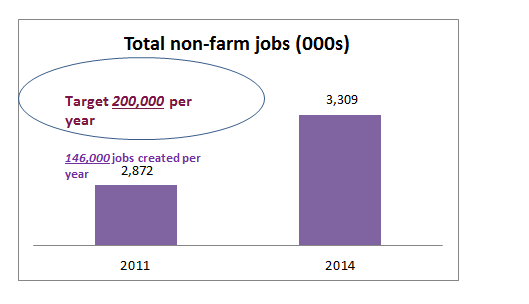 Total non-farm jobs (000s)
Target 200,000 per
year
3,309
146,000 jobs created per
year
2,872
2011
2014